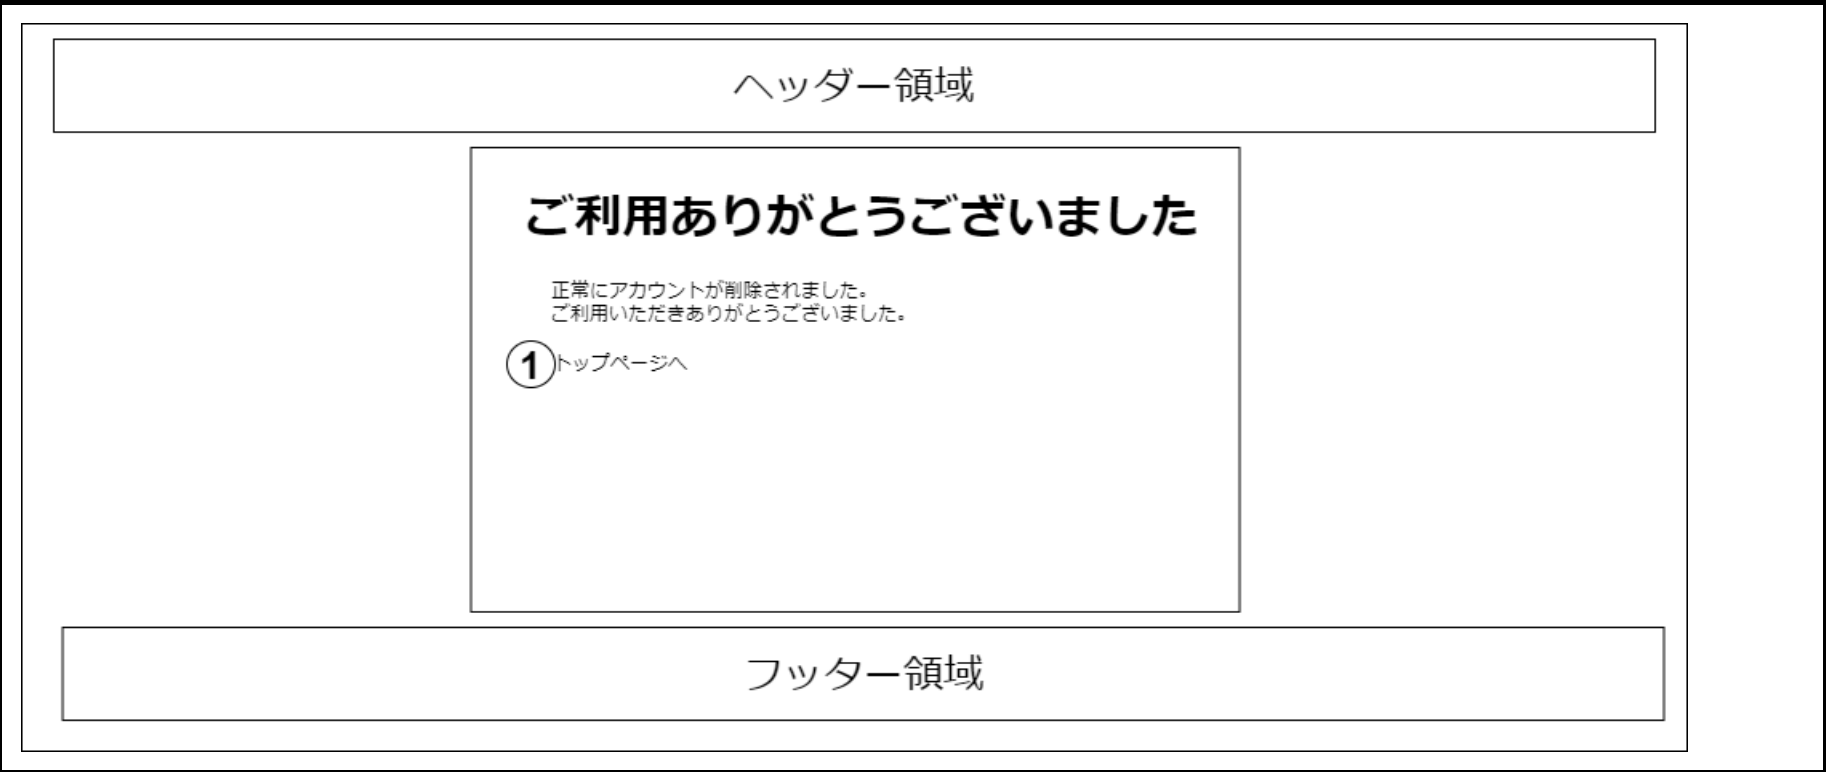 ヘッダー領域
ご利用ありがとうございました
正常にアカウントが削除されました。
ご利用いただきありがとうございました。
1 トップページへ
フッター領域